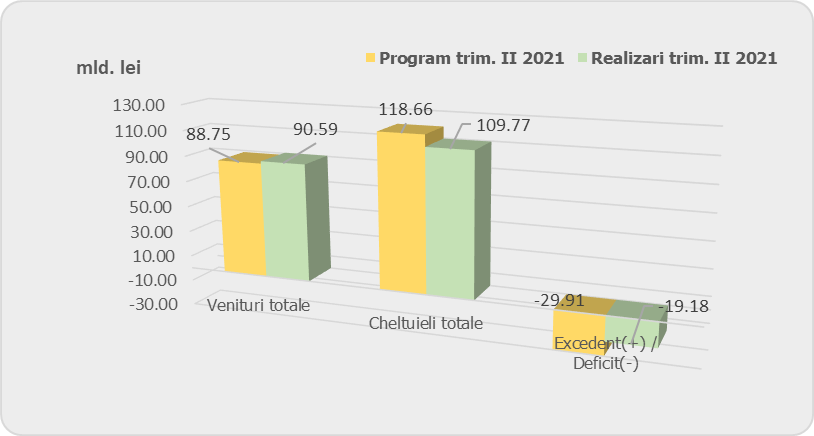 mld. lei
Program trim. II 2021 Realizari trim. II 2021
130.00
110.00
90.00
70.00
50.00
30.00
10.00
-10.00
-30.00
88.75
90.59
118.66
109.77
-29.91
-19.18
Venituri totale
Cheltuieli totale
Excedent(+) /
Deficit(-)